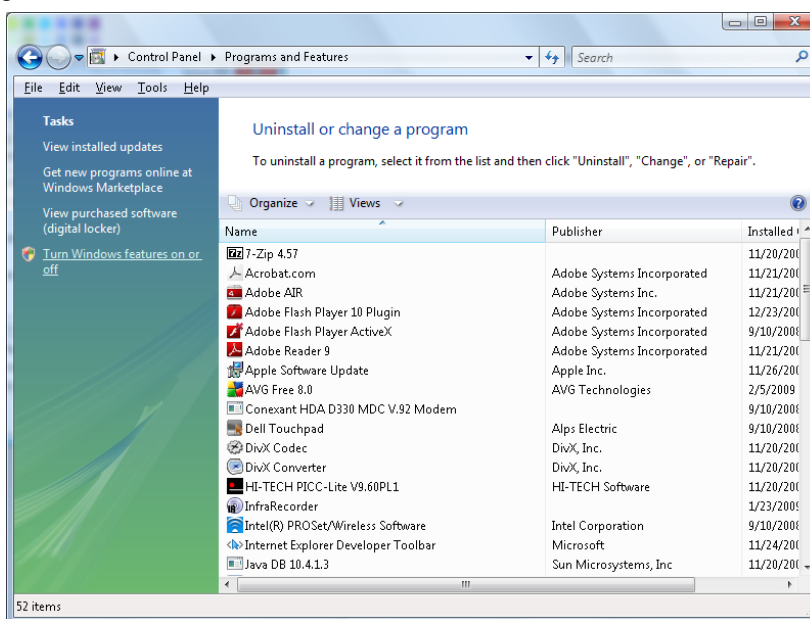 Control Panel ▸ Programs and Features
Search
File Edit View Tools Help
Tasks
View installed updates
Get new programs online at
Windows Marketplace
View purchased software
(digital locker)
Turn Windows features on or
off
Uninstall or change a program
To uninstall a program, select it from the list and then click "Uninstall", "Change", or "Repair".
Organize Views
Name Publisher Installed
7-Zip 4.57 11/20/200
Acrobat.com Adobe Systems Incorporated 11/21/200
Adobe AIR Adobe Systems Inc. 11/21/200
Adobe Flash Player 10 Plugin Adobe Systems Incorporated 12/23/200
Adobe Flash Player ActiveX Adobe Systems Incorporated 9/10/2008
Adobe Reader 9 Adobe Systems Incorporated 11/21/200
Apple Software Update Apple Inc. 11/26/200
AVG Free 8.0 AVG Technologies 2/5/2009
Conexant HDA D330 MDC V.92 Modem 9/10/2008
Dell Touchpad Alps Electric 9/10/2008
DivX Codec DivX, Inc. 11/20/200
DivX Converter DivX, Inc. 11/20/200
HI-TECH PICC-Lite V9.60PL1 HI-TECH Software 11/20/200
InfraRecorder 1/23/2009
Intel(R) PROSet/Wireless Software Intel Corporation 9/10/2008
Internet Explorer Developer Toolbar Microsoft 11/24/200
Java DB 10.4.1.3 Sun Microsystems, Inc 11/20/200
52 items